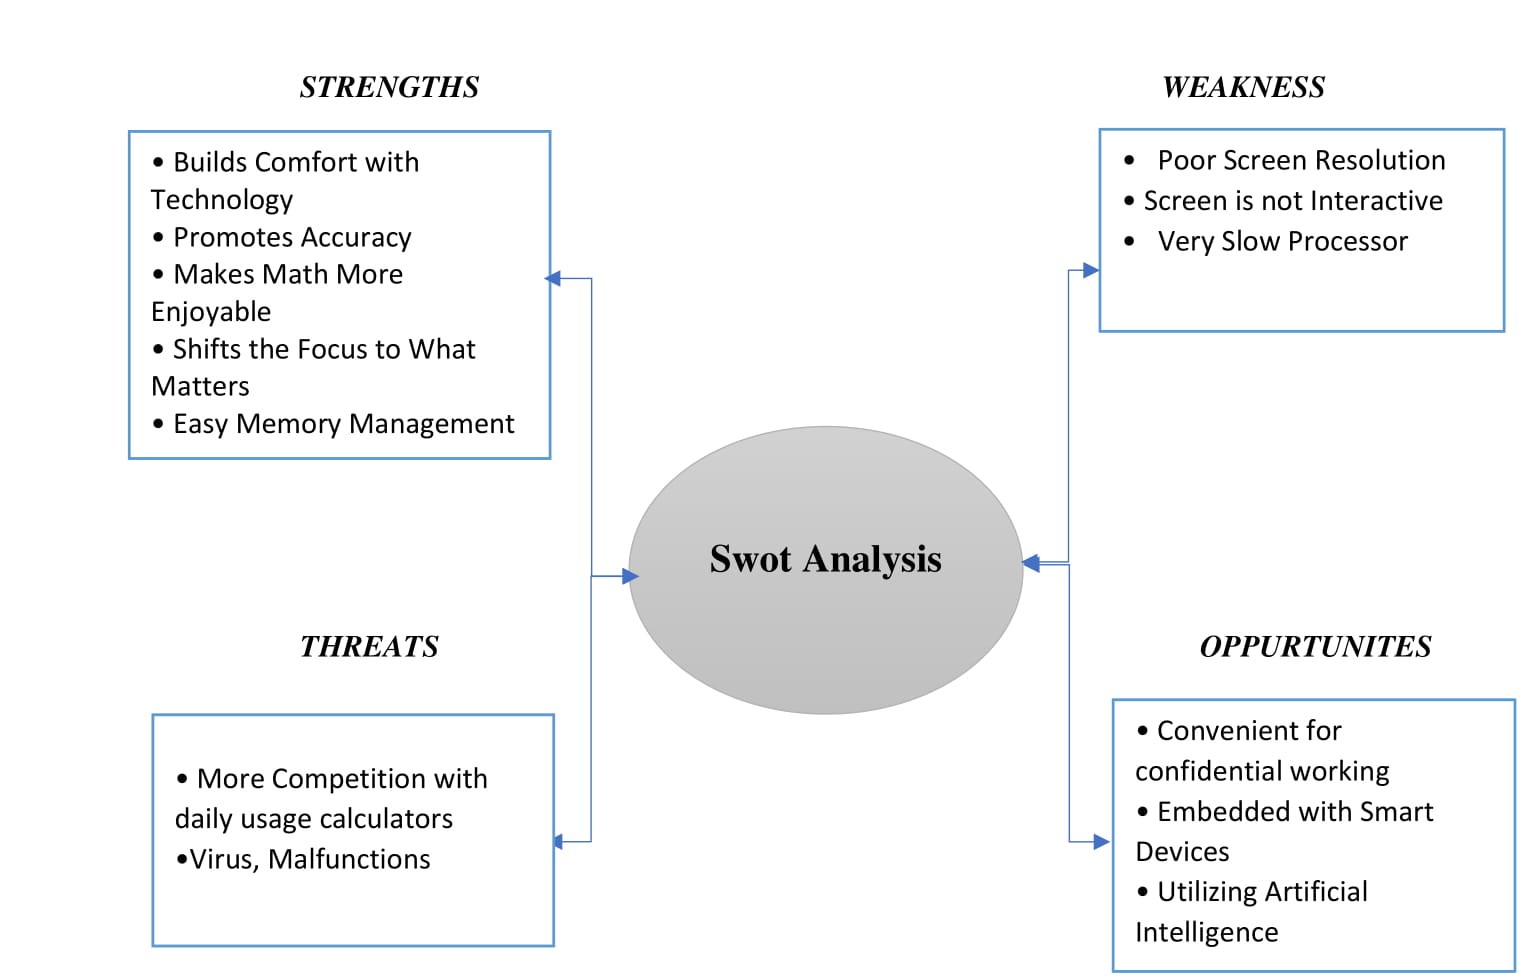 STRENGTHS
• Builds Comfort with
Technology
• Promotes Accuracy
• Makes Math More
Enjoyable
• Shifts the Focus to What
Matters
• Easy Memory Management
WEAKNESS
• Poor Screen Resolution
• Screen is not Interactive
• Very Slow Processor
Swot Analysis
THREATS
• More Competition with
daily usage calculators
•Virus, Malfunctions
OPPURTUNITES
• Convenient for
confidential working
• Embedded with Smart
Devices
• Utilizing Artificial
Intelligence